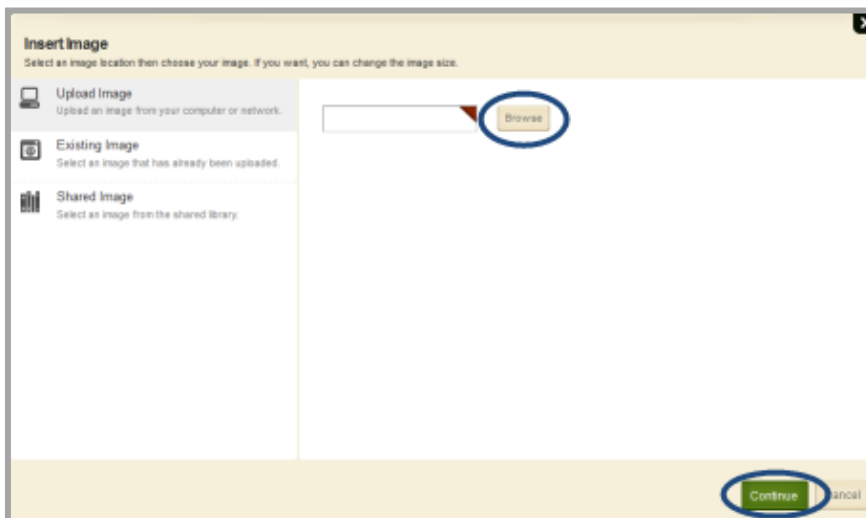 Insert Image
Select an image location then choose your image. If you want, you can change the image size.
Upload Image
Upload an image from your computer or network.
Browse
Existing Image
Select an image that has already been uploaded.
Shared Image
Select an image from the shared library.
Continue
ancel